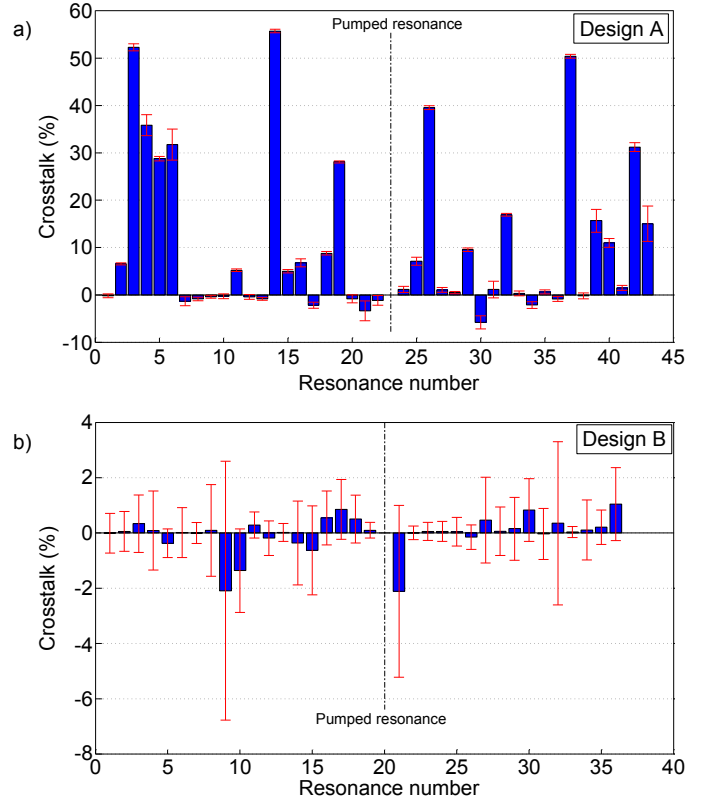 a)
Pumped resonance
Design A
Crosstalk (%)
60
50
40
30
20
10
0
-10
0 5 10 15 20 25 30 35 40 45
Resonance number
b)
Design B
Crosstalk (%)
4
2
0
-2
-4
-6
-8
Pumped resonance
0 5 10 15 20 25 30 35 40
Resonance number